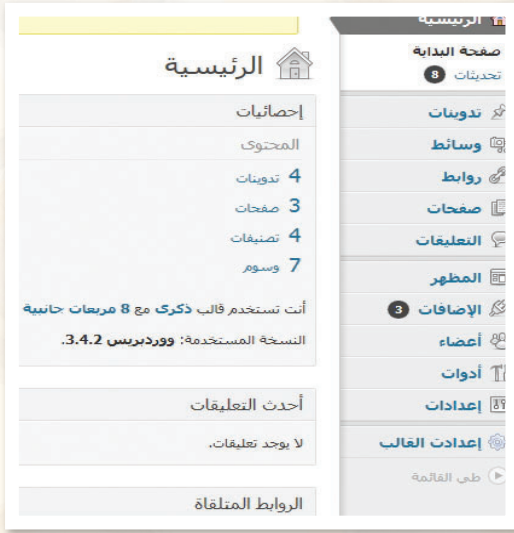 الرئيسية
صفحة البداية
تحديثات 8
تدوينات
وسائط
روابط
صفحات
التعليقات
المظهر
الإضافات 3
أعضاء
أدوات
إعدادات
إعدادت القالب
طي القائمة
الرئيسية
إحصائيات
المحتوى
4 تدوينات
3 صفحات
4 تصنيفات
7 وسوم
أنت تستخدم قالب ذكرى مع 8 مربعات جانبية
النسخة المستخدمة: ووردبريس 3.4.2.
أحدث التعليقات
لا يوجد تعليقات.
الروابط المتلقاة